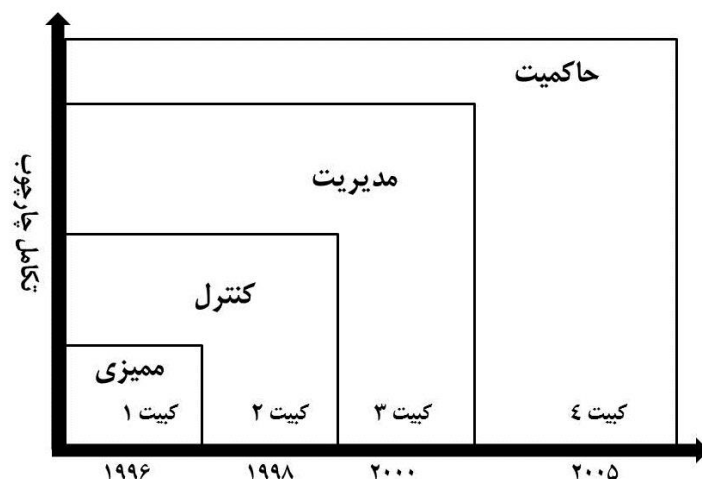 حاکمیت
مدیریت
کنترل
ممیزی
تکامل چارچوب
کبیت ۱
کبیت ۲
کبیت ۳
کبیت ٤
۱۹۹۶
۱۹۹۸
۲۰۰۰
۲۰۰۵